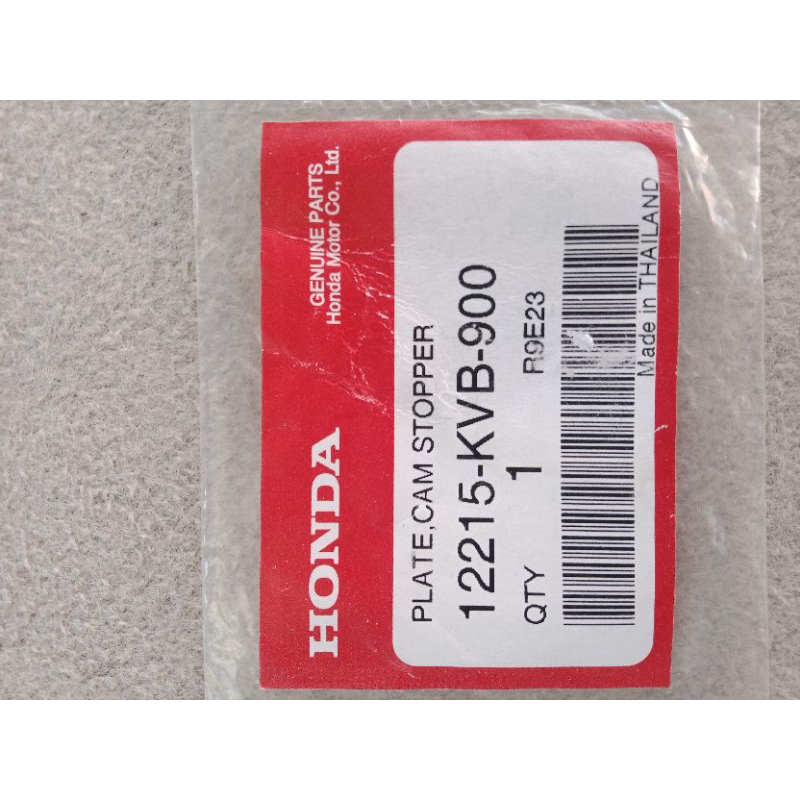 HONDA
GENUINE PARTS
Honda Motor Co., Ltd.
PLATE,CAM STOPPER
12215-KVB-900
QTY 1 R9E23
Made in THAILAND